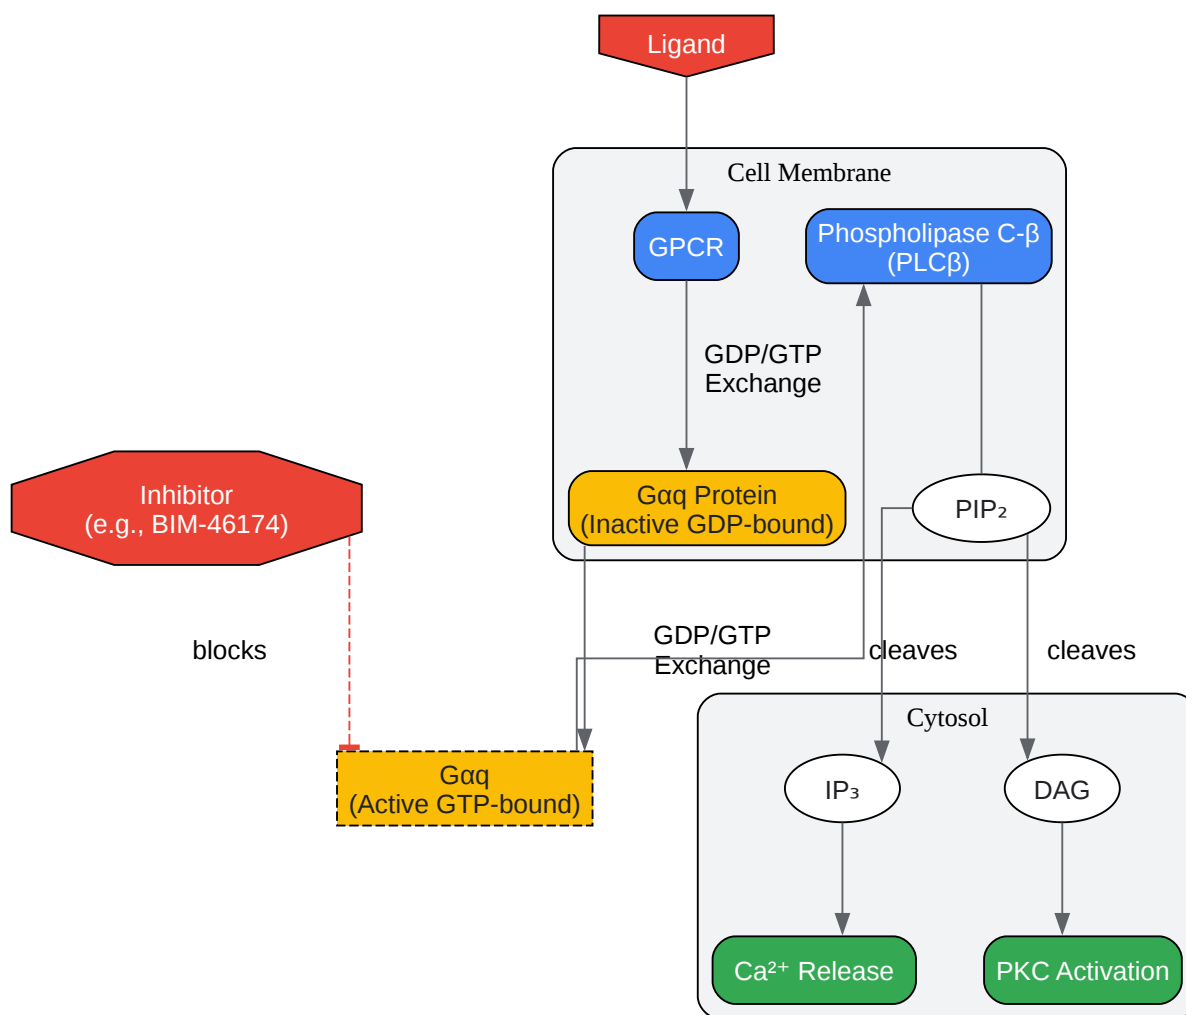 Ligand
Cell Membrane
GPCR
Phospholipase C-β
(PLCβ)
GDP/GTP
Exchange
Inhibitor
(e.g., BIM-46174)
Gαq Protein
(Inactive GDP-bound)
PIP₂
blocks
GDP/GTP
Exchange
cleaves
cleaves
Cytosol
Gαq
(Active GTP-bound)
IP₃
DAG
Ca²⁺ Release
PKC Activation